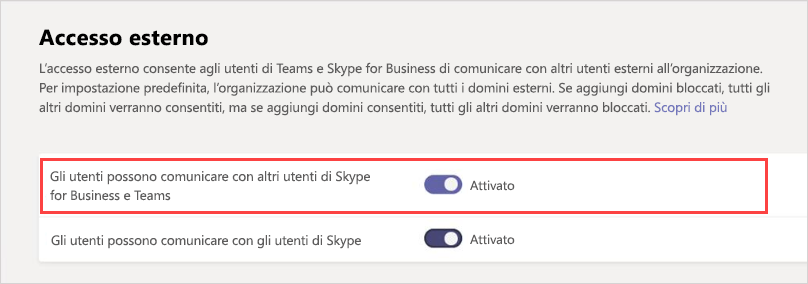 Accesso esterno
L'accesso esterno consente agli utenti di Teams e Skype for Business di comunicare con altri utenti esterni all'organizzazione.
Per impostazione predefinita, l'organizzazione può comunicare con tutti i domini esterni. Se aggiungi domini bloccati, tutti gli
altri domini verranno consentiti, ma se aggiungi domini consentiti, tutti gli altri domini verranno bloccati. Scopri di più
Gli utenti possono comunicare con altri utenti di Skype
for Business e Teams
Attivato
Gli utenti possono comunicare con gli utenti di Skype
Attivato